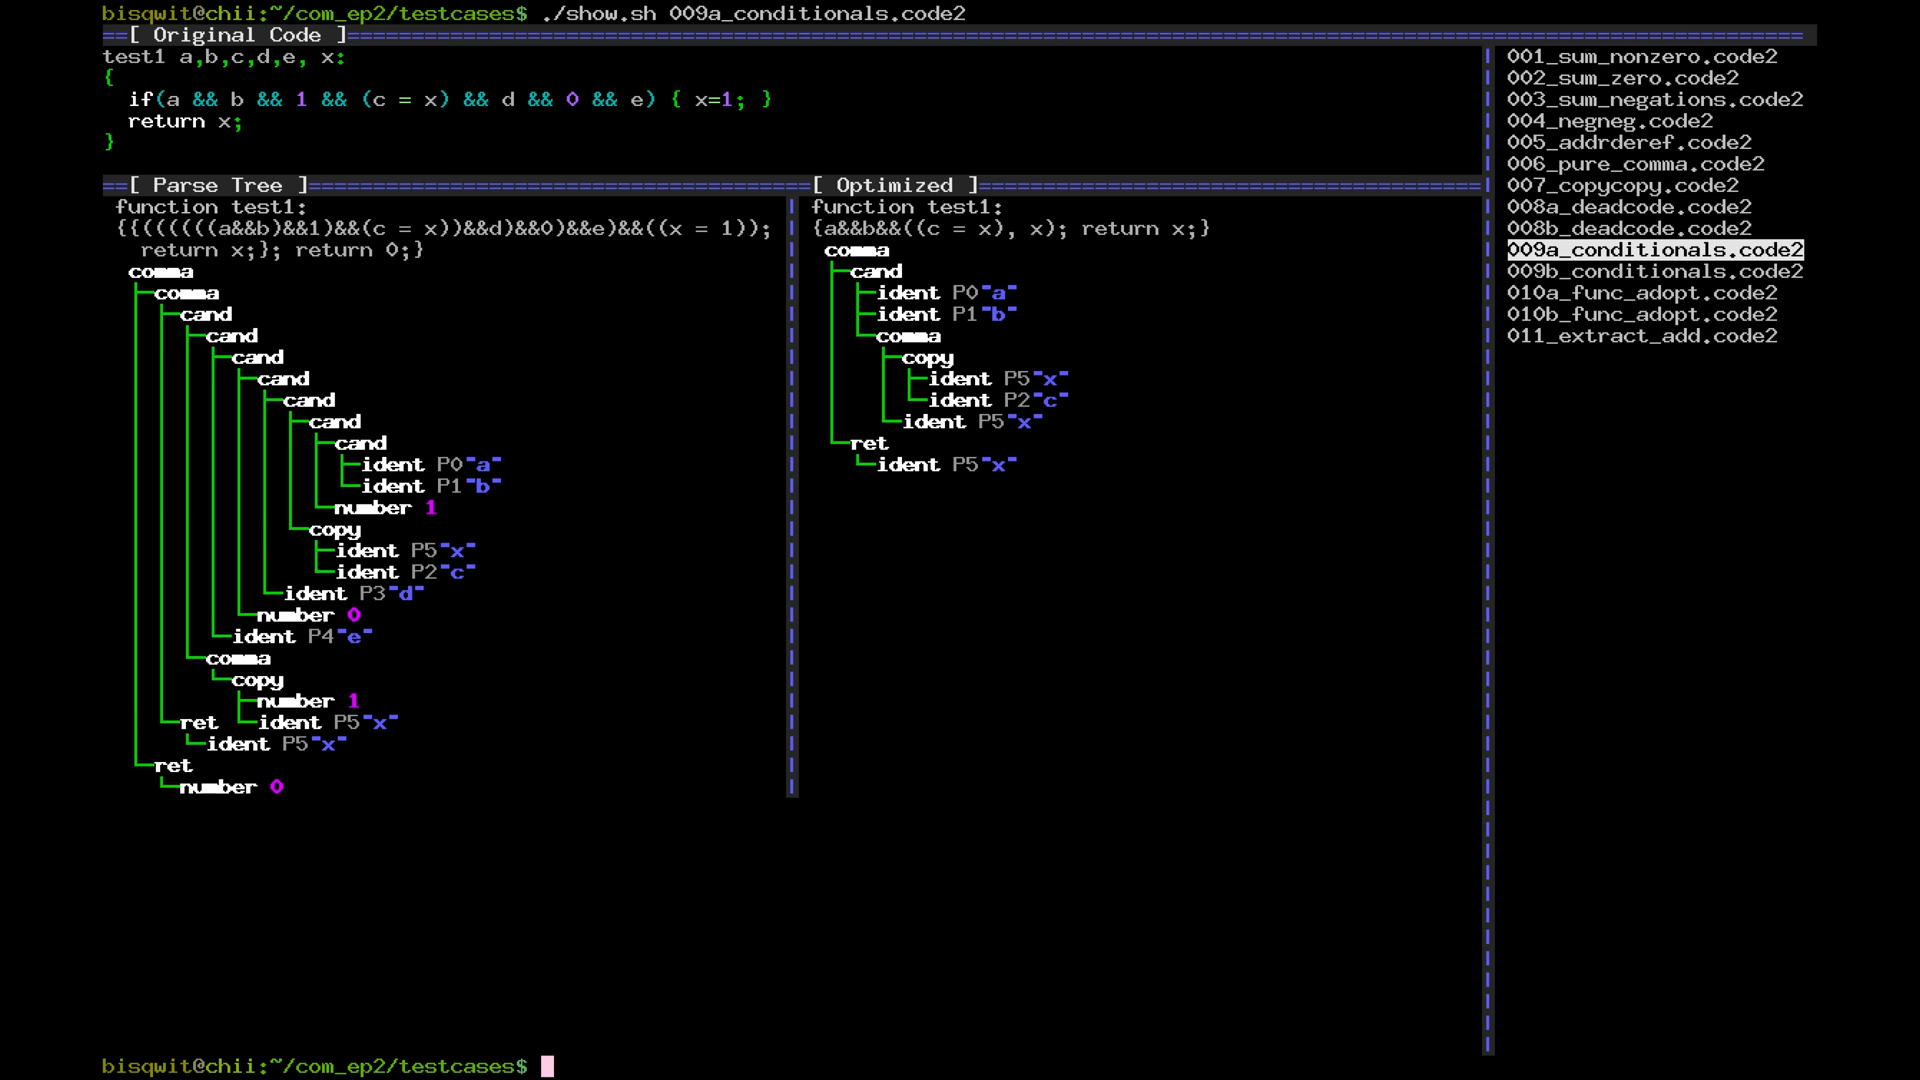 bisqwit@chii:~/com_ep2/testcases$ ./show.sh 009a_conditionals.code2
==[ Original Code ]==
test1 a,b,c,d,e, x:
{
  if(a && b && 1 && (c = x) && d && 0 && e) { x=1; }
  return x;
}
==[ Parse Tree ]==
function test1:
{{((((((a&&b)&&1)&&(c = x))&&d)&&0)&&e)&&((x = 1));
return x;}; return 0;}
comma
comma
cand
cand
cand
cand
cand
cand
cand
ident P0"a"
ident P1"b"
number 1
copy
ident P5"x"
ident P2"c"
ident P3"d"
number 0
ident P4"e"
comma
copy
number 1
ret ident P5"x"
ident P5"x"
ret
number 0
[ Optimized ]==
function test1:
{a&&b&&((c = x), x); return x;}
comma
cand
ident P0"a"
ident P1"b"
comma
copy
ident P5"x"
ident P2"c"
ident P5"x"
ret
ident P5"x"
001_sum_nonzero.code2
002_sum_zero.code2
003_sum_negations.code2
004_negneg.code2
005_addrderef.code2
006_pure_comma.code2
007_copycopy.code2
008a_deadcode.code2
008b_deadcode.code2
009a_conditionals.code2
009b_conditionals.code2
010a_func_adopt.code2
010b_func_adopt.code2
011_extract_add.code2
bisqwit@chii:~/com_ep2/testcases$